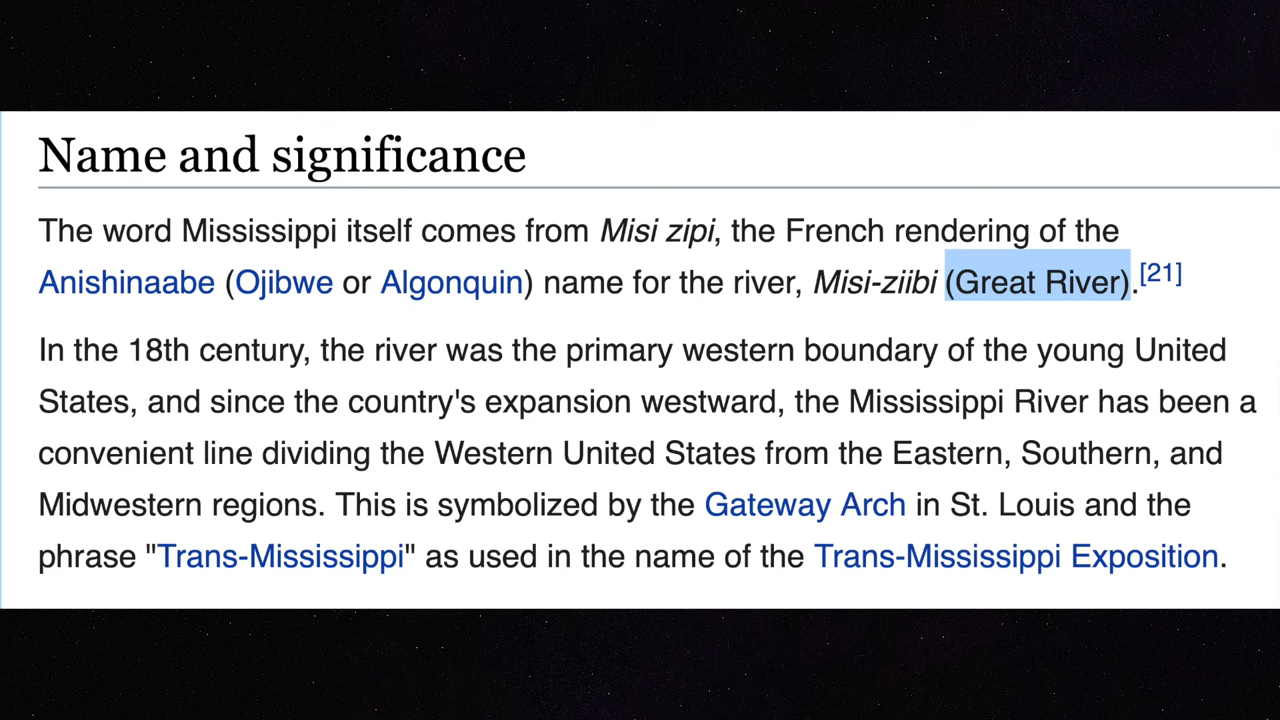 Name and significance
The word Mississippi itself comes from Misi zipi, the French rendering of the
Anishinaabe (Ojibwe or Algonquin) name for the river, Misi-ziibi (Great River).[21]
In the 18th century, the river was the primary western boundary of the young United
States, and since the country's expansion westward, the Mississippi River has been a
convenient line dividing the Western United States from the Eastern, Southern, and
Midwestern regions. This is symbolized by the Gateway Arch in St. Louis and the
phrase "Trans-Mississippi" as used in the name of the Trans-Mississippi Exposition.